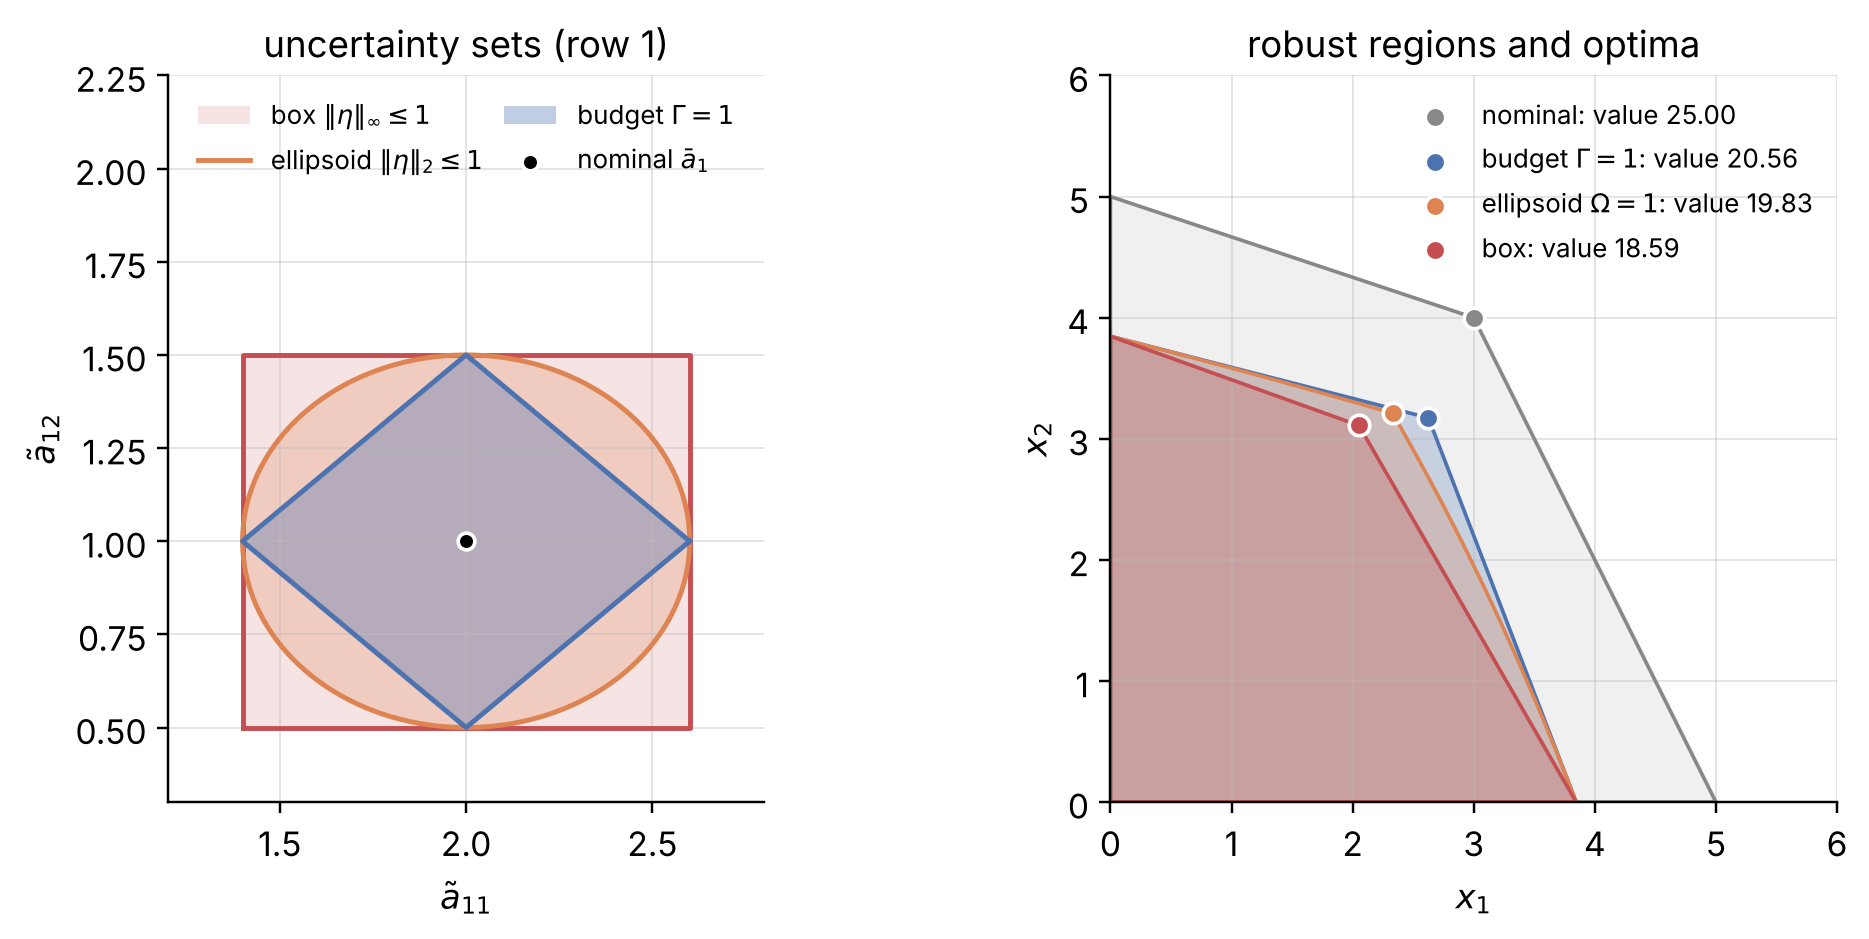 uncertainty sets (row 1)
box ‖η‖∞ ≤ 1
budget Γ = 1
ellipsoid ‖η‖₂ ≤ 1
nominal ā₁
2.25
2.00
1.75
1.50
1.25
1.00
0.75
0.50
ã₁₂
1.5
2.0
2.5
ã₁₁
robust regions and optima
nominal: value 25.00
budget Γ = 1: value 20.56
ellipsoid Ω = 1: value 19.83
box: value 18.59
6
5
4
3
2
1
0
x₂
0
1
2
3
4
5
6
x₁